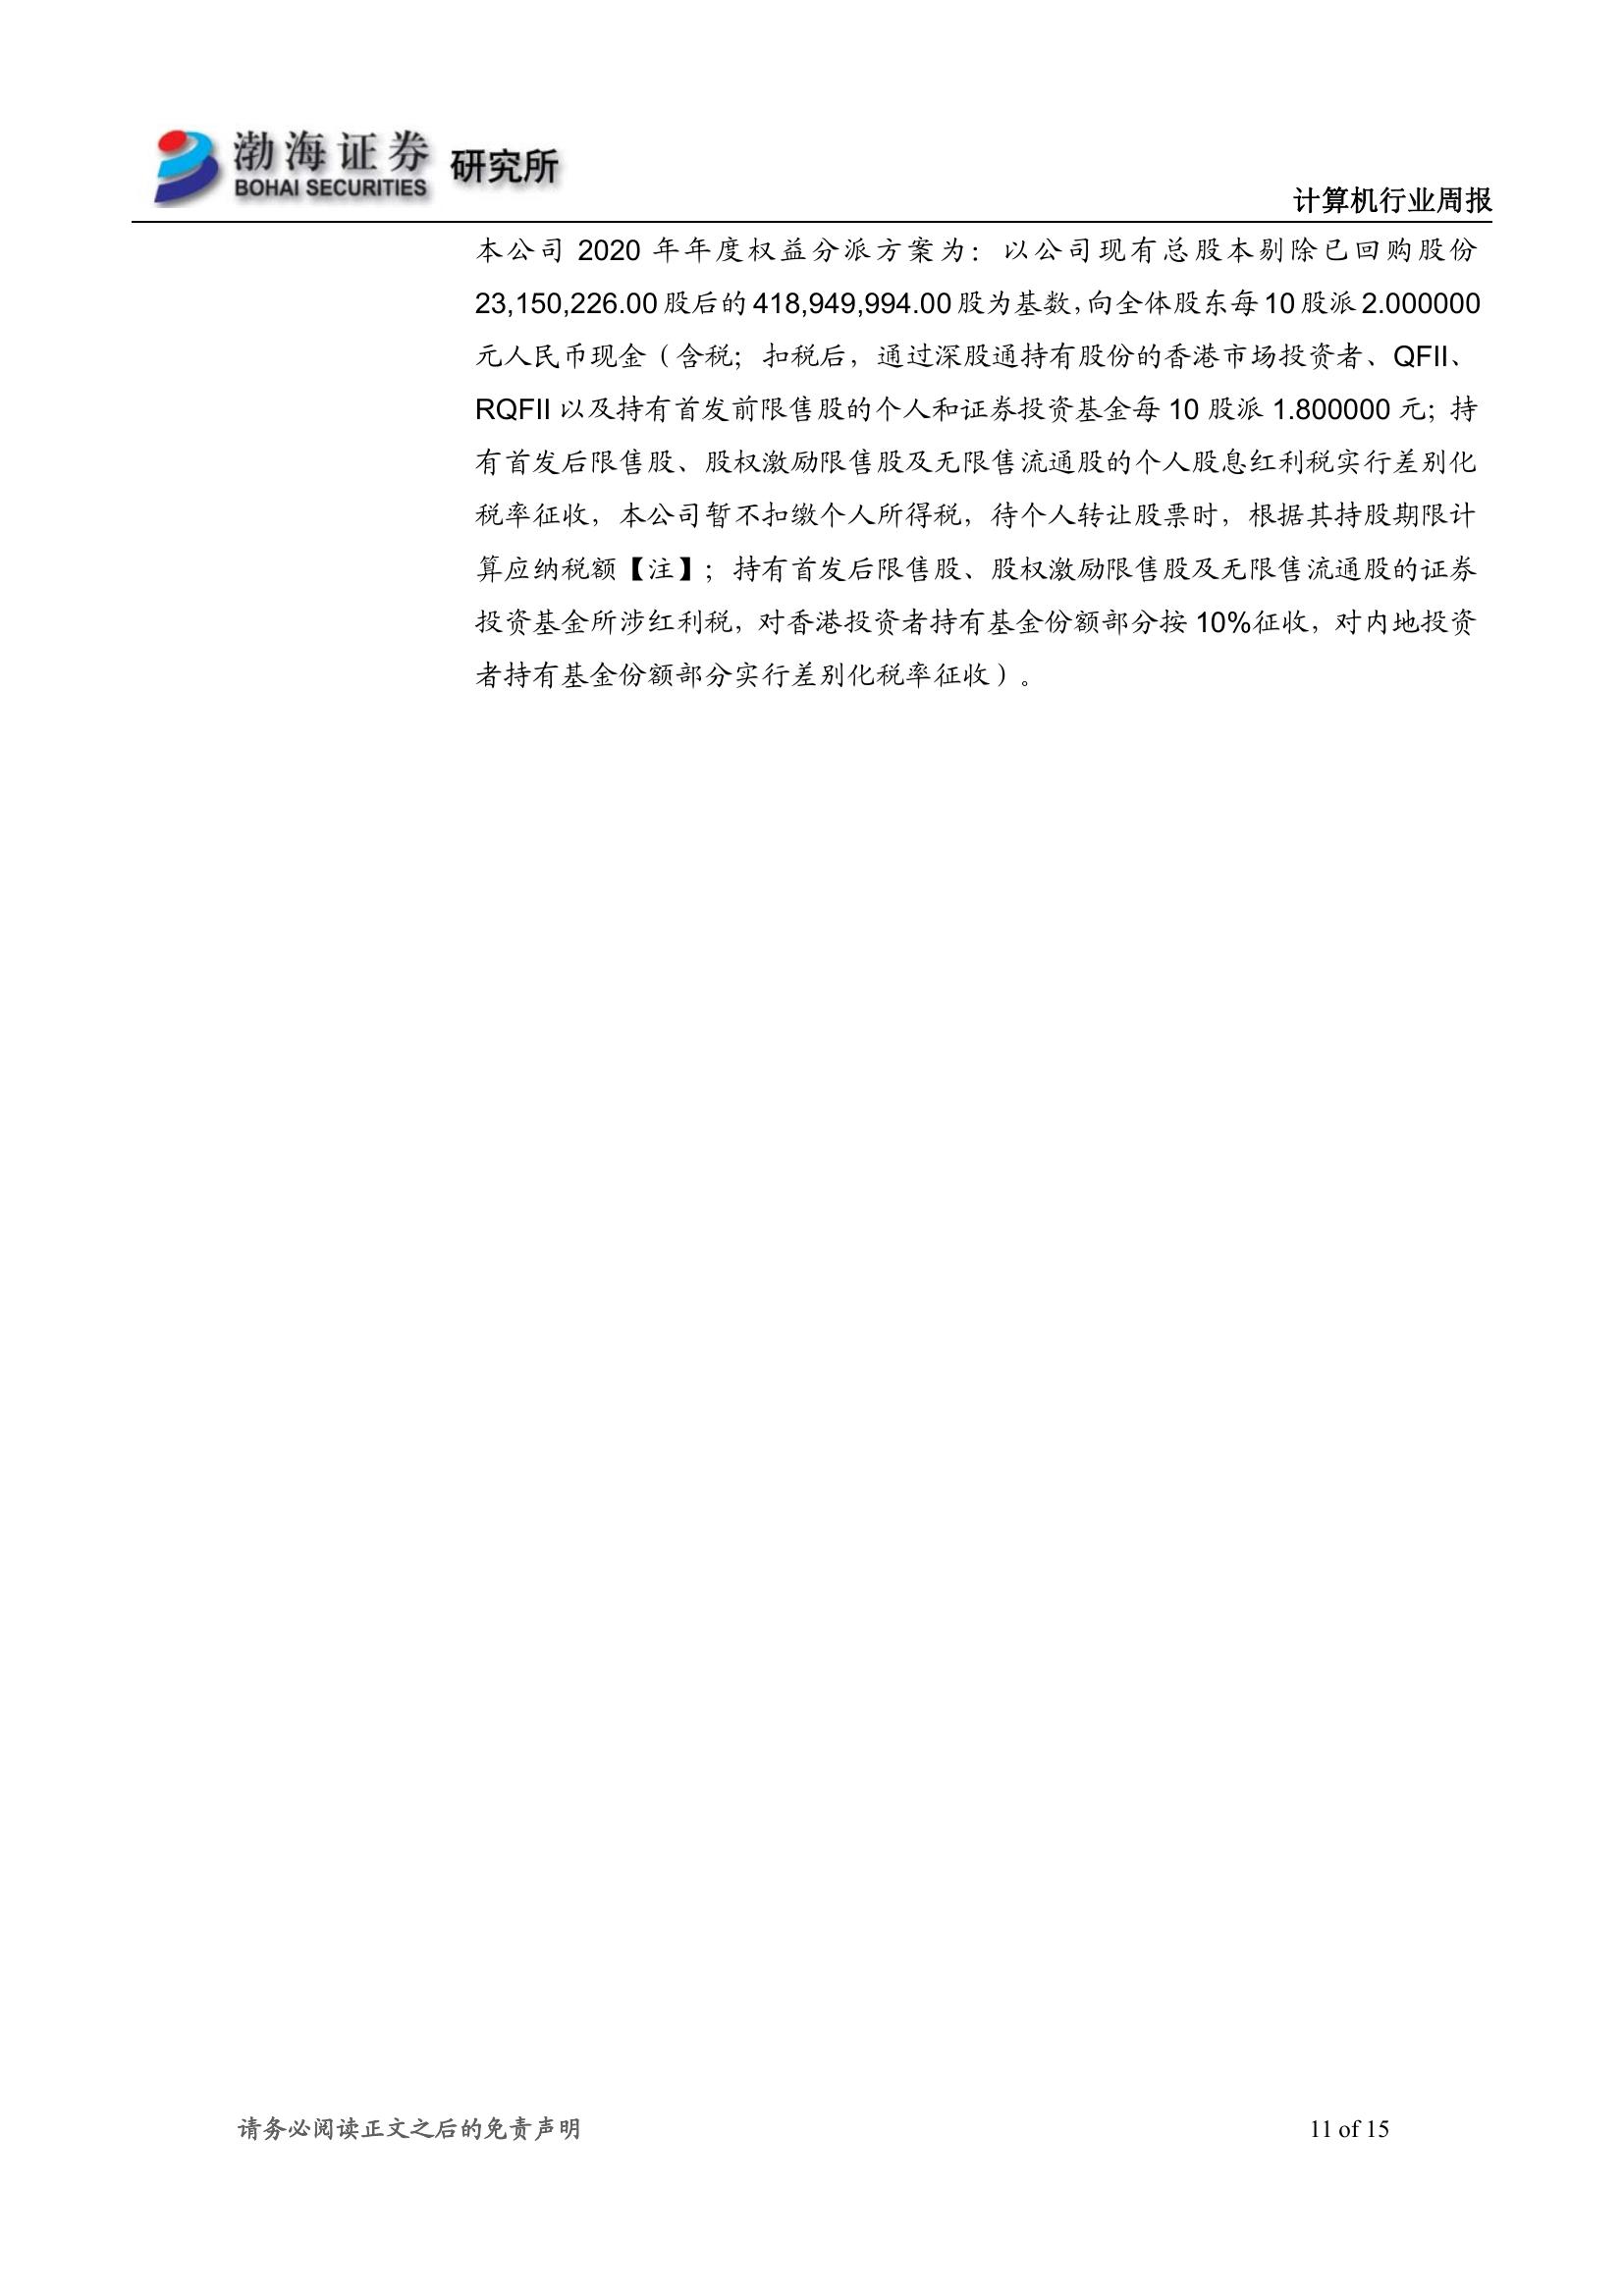 渤海证券 研究所
BOHAI SECURITIES
计算机行业周报
本公司 2020 年年度权益分派方案为：以公司现有总股本剔除已回购股份
23,150,226.00 股后的 418,949,994.00 股为基数，向全体股东每 10 股派 2.000000
元人民币现金（含税；扣税后，通过深股通持有股份的香港市场投资者、QFII、
RQFII 以及持有首发前限售股的个人和证券投资基金每 10 股派 1.800000 元；持
有首发后限售股、股权激励限售股及无限售流通股的个人股息红利税实行差别化
税率征收，本公司暂不扣缴个人所得税，待个人转让股票时，根据其持股期限计
算应纳税额【注】；持有首发后限售股、股权激励限售股及无限售流通股的证券
投资基金所涉红利税，对香港投资者持有基金份额部分按 10%征收，对内地投资
者持有基金份额部分实行差别化税率征收）。
请务必阅读正文之后的免责声明
11 of 15